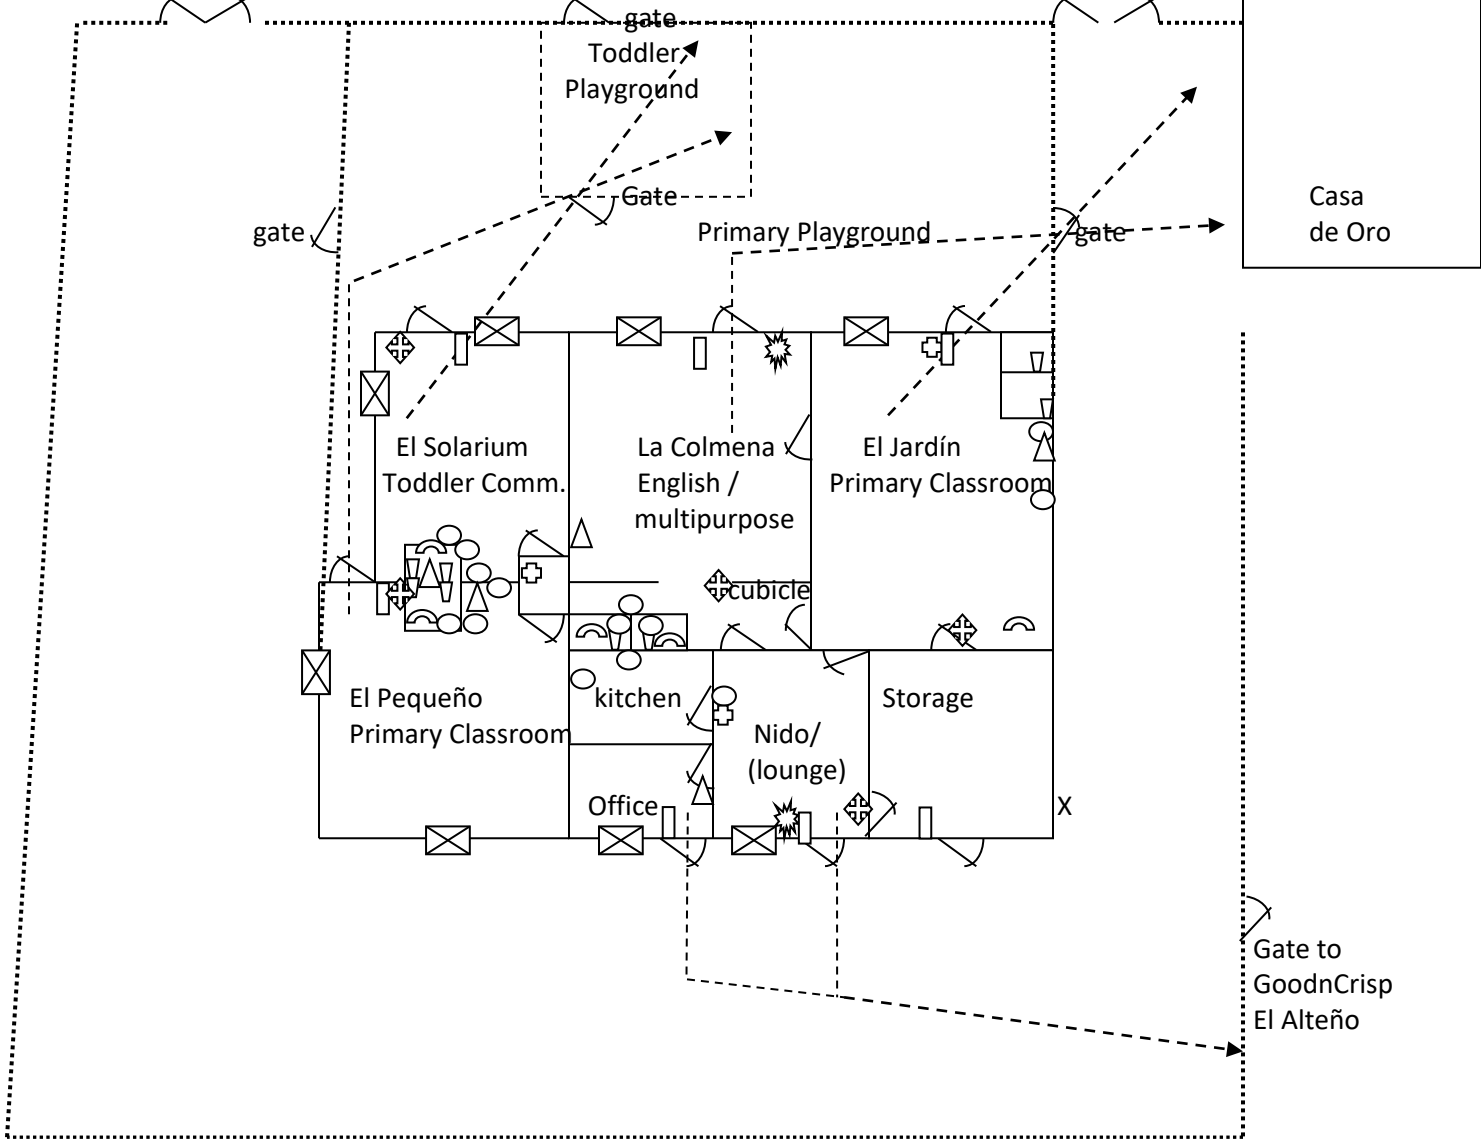 gate
Toddler
Playground
Gate
Casa
de Oro
gate
Primary Playground
gate
El Solarium
Toddler Comm.
La Colmena
English /
multipurpose
El Jardín
Primary Classroom
cubicle
El Pequeño
Primary Classroom
kitchen
Nido/
(lounge)
Storage
Office
X
Gate to
GoodnCrisp
El Alteño